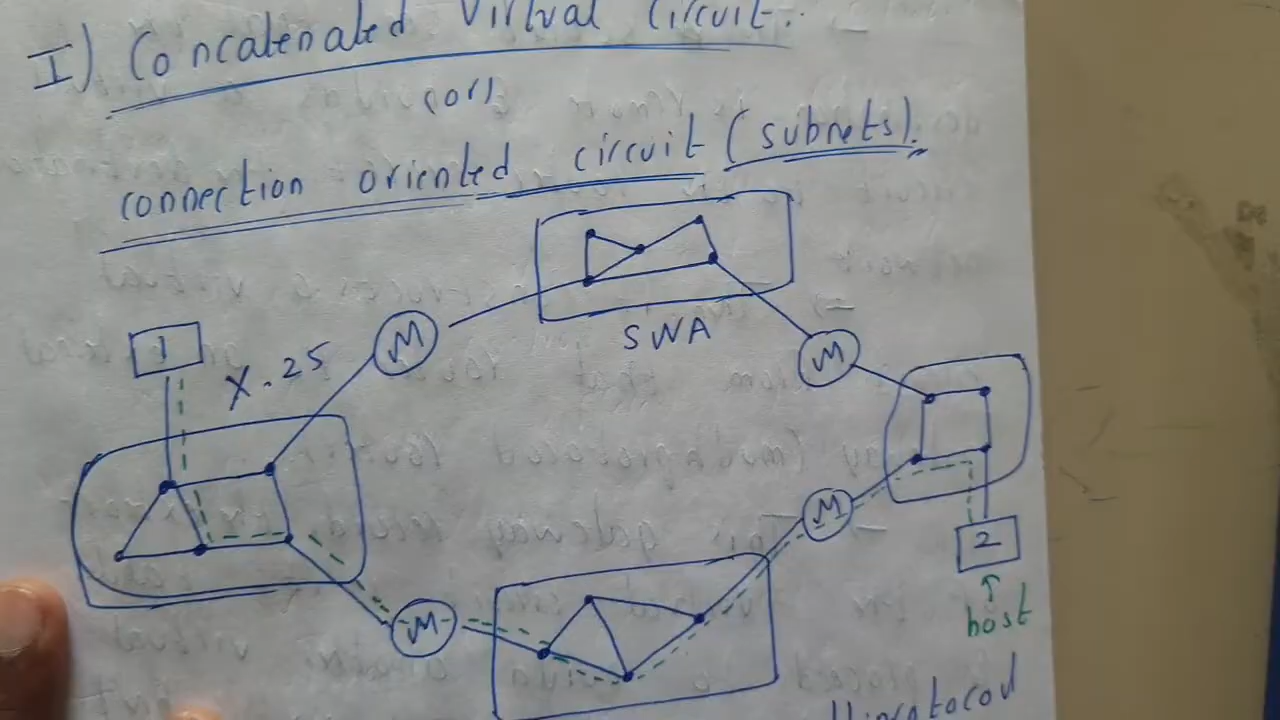 I) Concatenated Virtual Circuit.
(or)
connection oriented circuit (subnets).
SWA
1
X.25
M
M
M
2
M
host